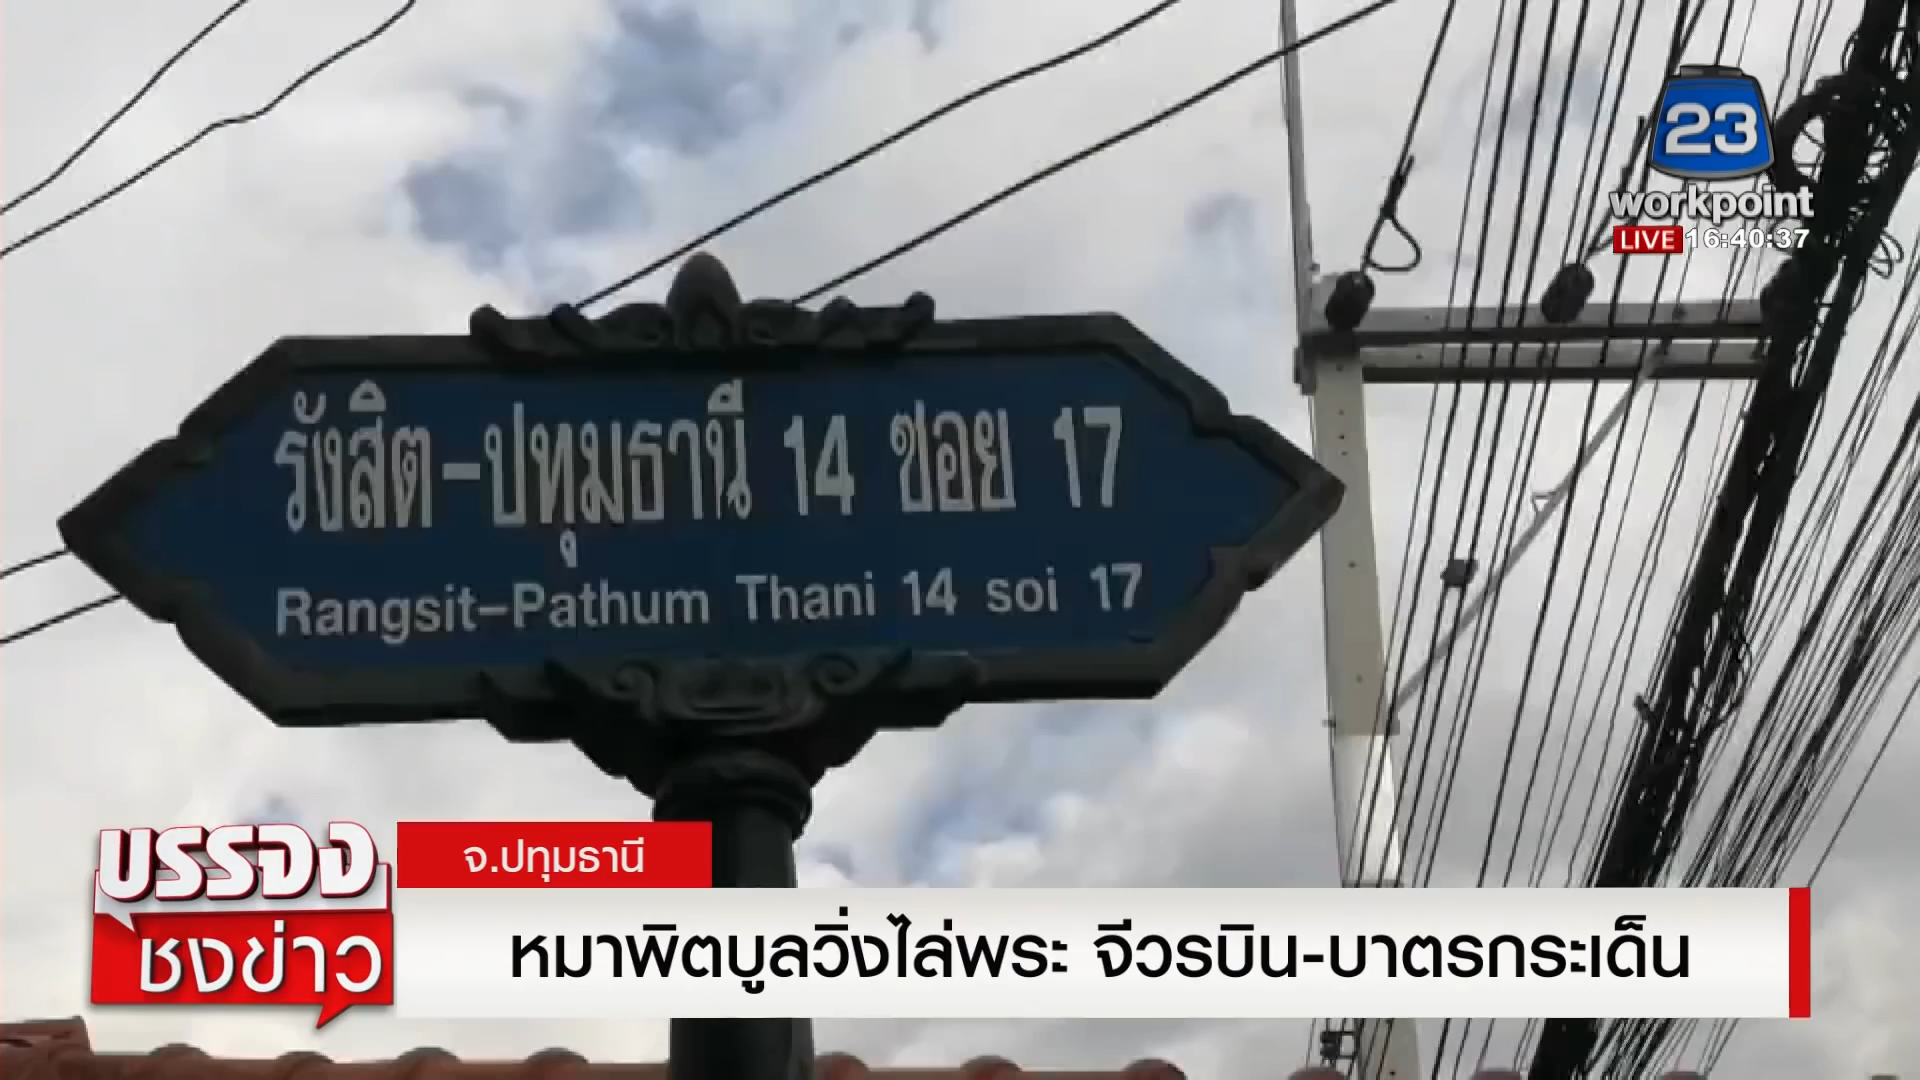 23
workpoint
LIVE 16:40:37
รังสิต-ปทุมธานี 14 ซอย 17
Rangsit-Pathum Thani 14 soi 17
บรรจง
ชงข่าว
จ.ปทุมธานี
หมาพิตบูลวิ่งไล่พระ จีวรบิน-บาตรกระเด็น